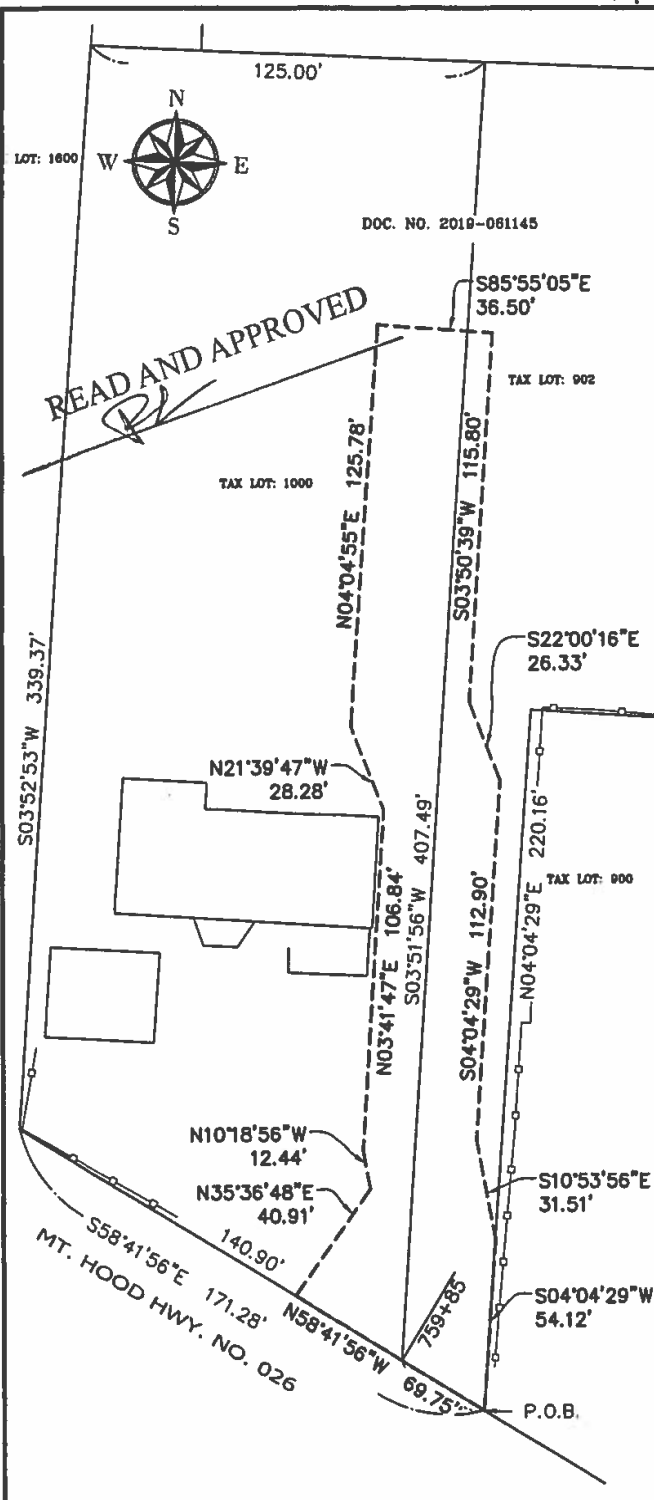 125.00'
N
W
E
S
LOT: 1600
DOC. NO. 2019-061145
S85°55'05"E
36.50'
READ AND APPROVED
TAX LOT: 902
TAX LOT: 1000
N04°04'55"E 125.78'
S03°50'39"W 115.80'
S22°00'16"E
26.33'
S03°52'53"W 339.37'
N21°39'47"W
28.28'
S03°51'56"W 407.49'
N04°04'29"E 220.16'
TAX LOT: 900
N03°41'47"E 106.84'
S04°04'29"W 112.90'
N10°18'56"W
12.44'
N35°36'48"E
40.91'
S10°53'56"E
31.51'
140.90'
S58°41'56"E 171.28'
MT. HOOD HWY. NO. 026
N58°41'56"W 69.75'
759+85
S04°04'29"W
54.12'
P.O.B.